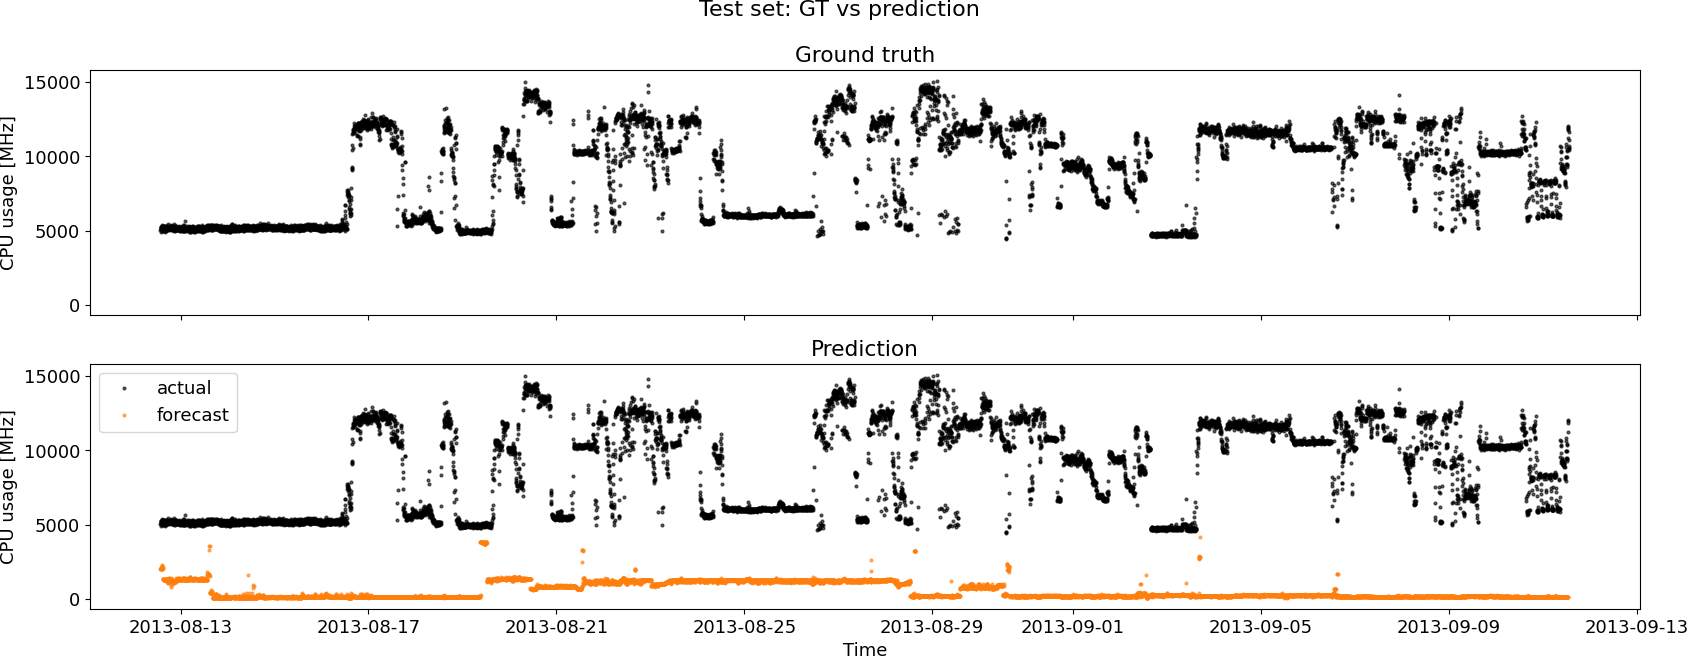 Test set: GT vs prediction
Ground truth
CPU usage [MHz]
15000
10000
5000
0
Prediction
CPU usage [MHz]
15000
10000
5000
0
actual
forecast
2013-08-13 2013-08-17 2013-08-21 2013-08-25 2013-08-29 2013-09-01 2013-09-05 2013-09-09 2013-09-13
Time